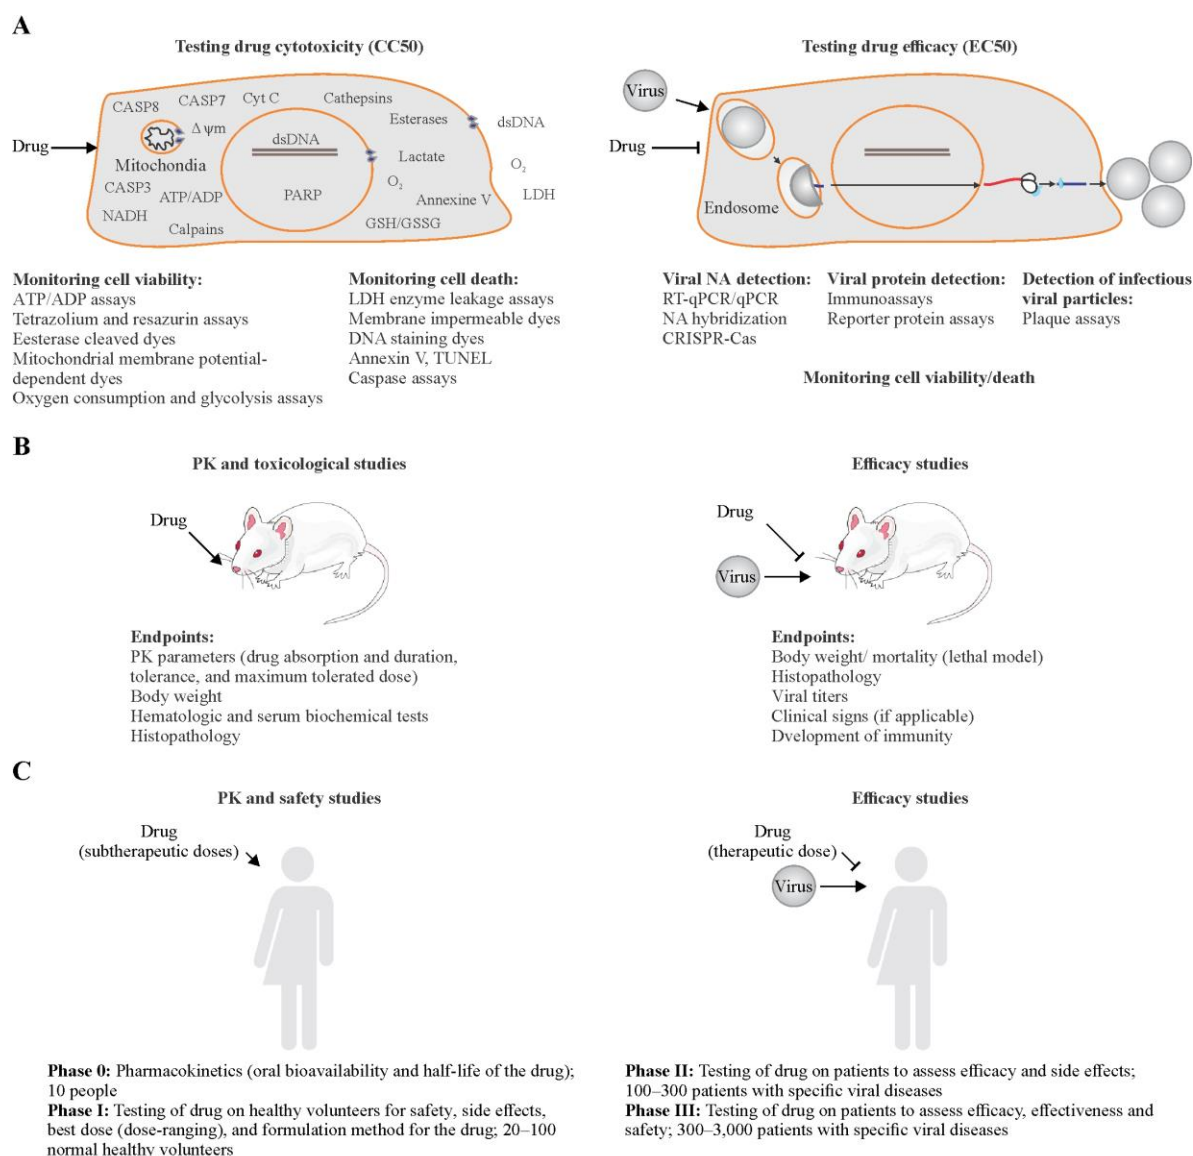 A
Testing drug cytotoxicity (CC50)
CASP8
CASP7
Cyt C
Cathepsins
Esterases
dsDNA
Δ ψm
dsDNA
Drug
Mitochondia
Lactate
O2
O2
CASP3
ATP/ADP
PARP
Annexine V
LDH
NADH
Calpains
GSH/GSSG
Monitoring cell viability:
ATP/ADP assays
Tetrazolium and resazurin assays
Eesterase cleaved dyes
Mitochondrial membrane potential-
dependent dyes
Oxygen consumption and glycolysis assays
Monitoring cell death:
LDH enzyme leakage assays
Membrane impermeable dyes
DNA staining dyes
Annexin V, TUNEL
Caspase assays
Testing drug efficacy (EC50)
Virus
Drug
Endosome
Viral NA detection:
RT-qPCR/qPCR
NA hybridization
CRISPR-Cas
Viral protein detection:
Immunoassays
Reporter protein assays
Detection of infectious
viral particles:
Plaque assays
Monitoring cell viability/death
B
PK and toxicological studies
Drug
Endpoints:
PK parameters (drug absorption and duration,
tolerance, and maximum tolerated dose)
Body weight
Hematologic and serum biochemical tests
Histopathology
Efficacy studies
Drug
Virus
Endpoints:
Body weight/ mortality (lethal model)
Histopathology
Viral titers
Clinical signs (if applicable)
Dvelopment of immunity
C
PK and safety studies
Drug
(subtherapeutic doses)
Phase 0: Pharmacokinetics (oral bioavailability and half-life of the drug);
10 people
Phase I: Testing of drug on healthy volunteers for safety, side effects,
best dose (dose-ranging), and formulation method for the drug; 20–100
normal healthy volunteers
Efficacy studies
Drug
(therapeutic dose)
Virus
Phase II: Testing of drug on patients to assess efficacy and side effects;
100–300 patients with specific viral diseases
Phase III: Testing of drug on patients to assess efficacy, effectiveness and
safety; 300–3,000 patients with specific viral diseases